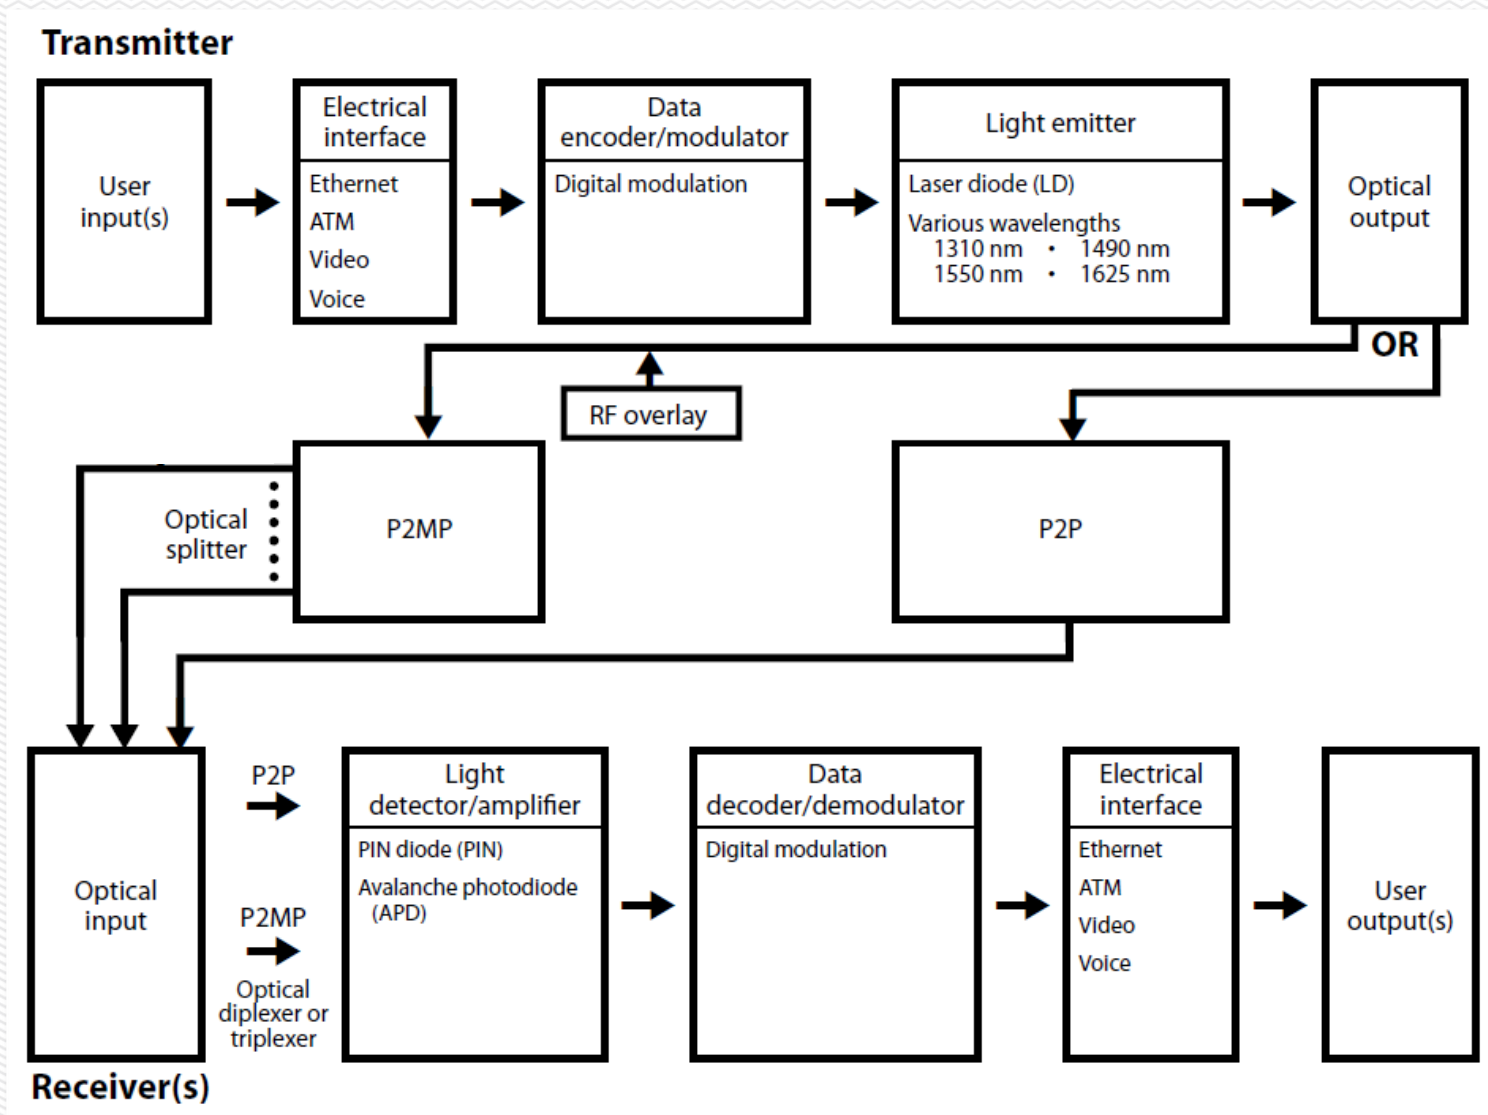 Transmitter
User
input(s)
Electrical
interface
Ethernet
ATM
Video
Voice
Data
encoder/modulator
Digital modulation
Light emitter
Laser diode (LD)
Various wavelengths
1310 nm • 1490 nm
1550 nm • 1625 nm
Optical
output
OR
RF overlay
Optical
splitter
P2MP
P2P
Optical
input
P2P
P2MP
Optical
diplexer or
triplexer
Light
detector/amplifier
PIN diode (PIN)
Avalanche photodiode
(APD)
Data
decoder/demodulator
Digital modulation
Electrical
interface
Ethernet
ATM
Video
Voice
User
output(s)
Receiver(s)